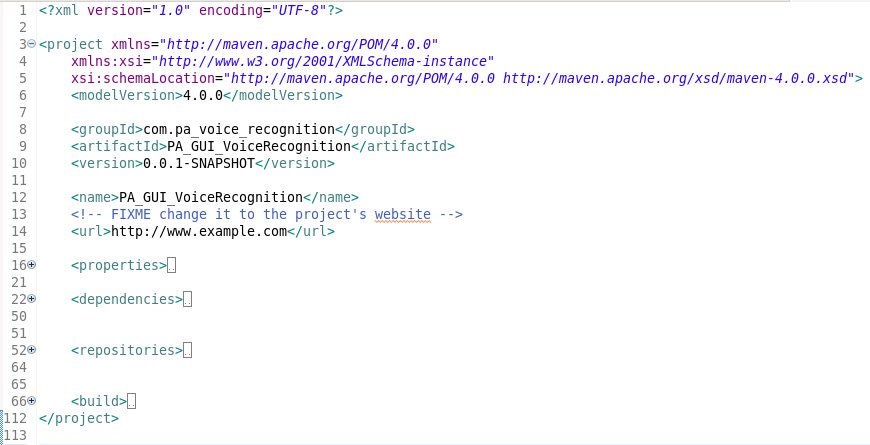 1 <?xml version="1.0" encoding="UTF-8"?>
2
3 <project xmlns="http://maven.apache.org/POM/4.0.0"
4     xmlns:xsi="http://www.w3.org/2001/XMLSchema-instance"
5     xsi:schemaLocation="http://maven.apache.org/POM/4.0.0 http://maven.apache.org/xsd/maven-4.0.0.xsd">
6     <modelVersion>4.0.0</modelVersion>
7
8     <groupId>com.pa_voice_recognition</groupId>
9     <artifactId>PA_GUI_VoiceRecognition</artifactId>
10     <version>0.0.1-SNAPSHOT</version>
11
12     <name>PA_GUI_VoiceRecognition</name>
13     <!-- FIXME change it to the project's website -->
14     <url>http://www.example.com</url>
15
16     <properties>..
21
22     <dependencies>..
50
51
52     <repositories>..
64
65
66     <build>..
112 </project>
113